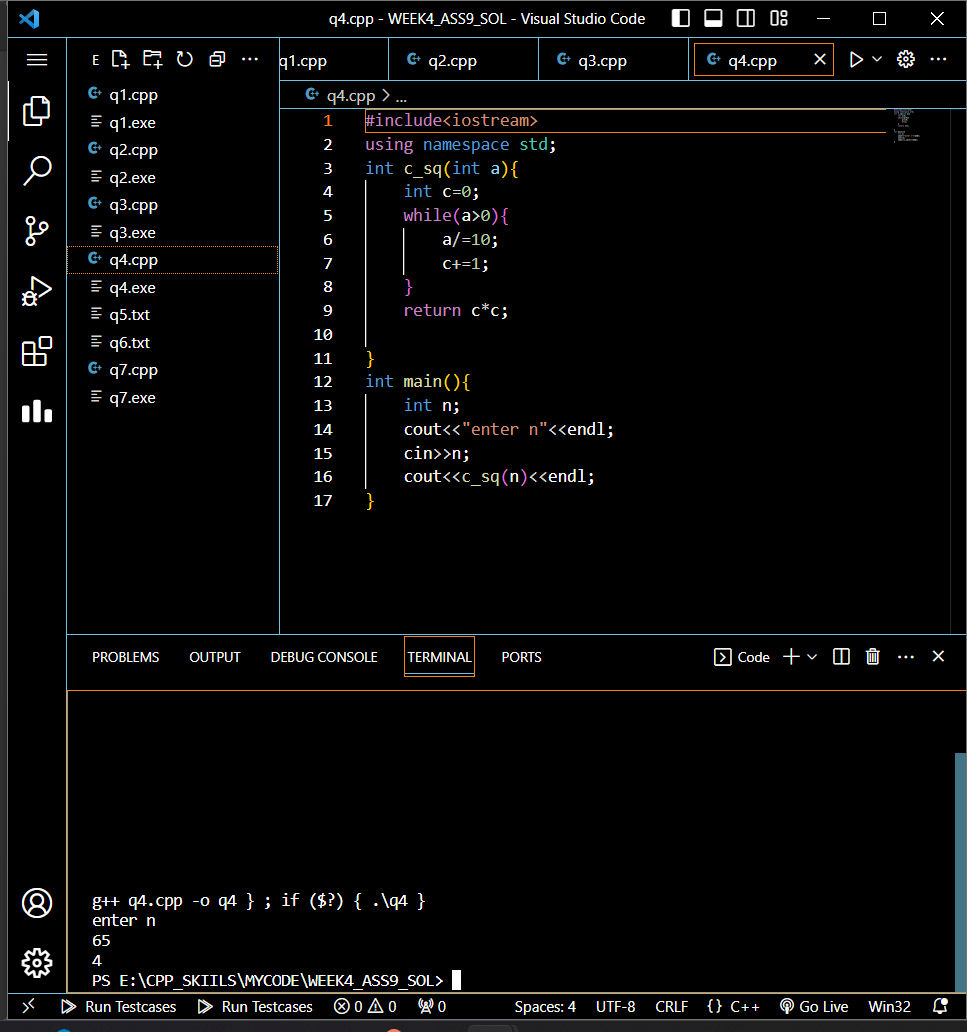 q4.cpp - WEEK4_ASS9_SOL - Visual Studio Code
E
q1.cpp
q2.cpp
q3.cpp
q4.cpp
q4.cpp > ...
q1.cpp
q1.exe
q2.cpp
q2.exe
q3.cpp
q3.exe
q4.cpp
q4.exe
q5.txt
q6.txt
q7.cpp
q7.exe
1 #include<iostream>
2 using namespace std;
3 int c_sq(int a){
4 int c=0;
5 while(a>0){
6 a/=10;
7 c+=1;
8 }
9 return c*c;
10
11 }
12 int main(){
13 int n;
14 cout<<"enter n"<<endl;
15 cin>>n;
16 cout<<c_sq(n)<<endl;
17 }
PROBLEMS OUTPUT DEBUG CONSOLE TERMINAL PORTS Code
g++ q4.cpp -o q4 } ; if ($?) { .\q4 }
enter n
65
4
PS E:\CPP_SKIILS\MYCODE\WEEK4_ASS9_SOL>
Run Testcases Run Testcases 0 0 0 Spaces: 4 UTF-8 CRLF {} C++ Go Live Win32